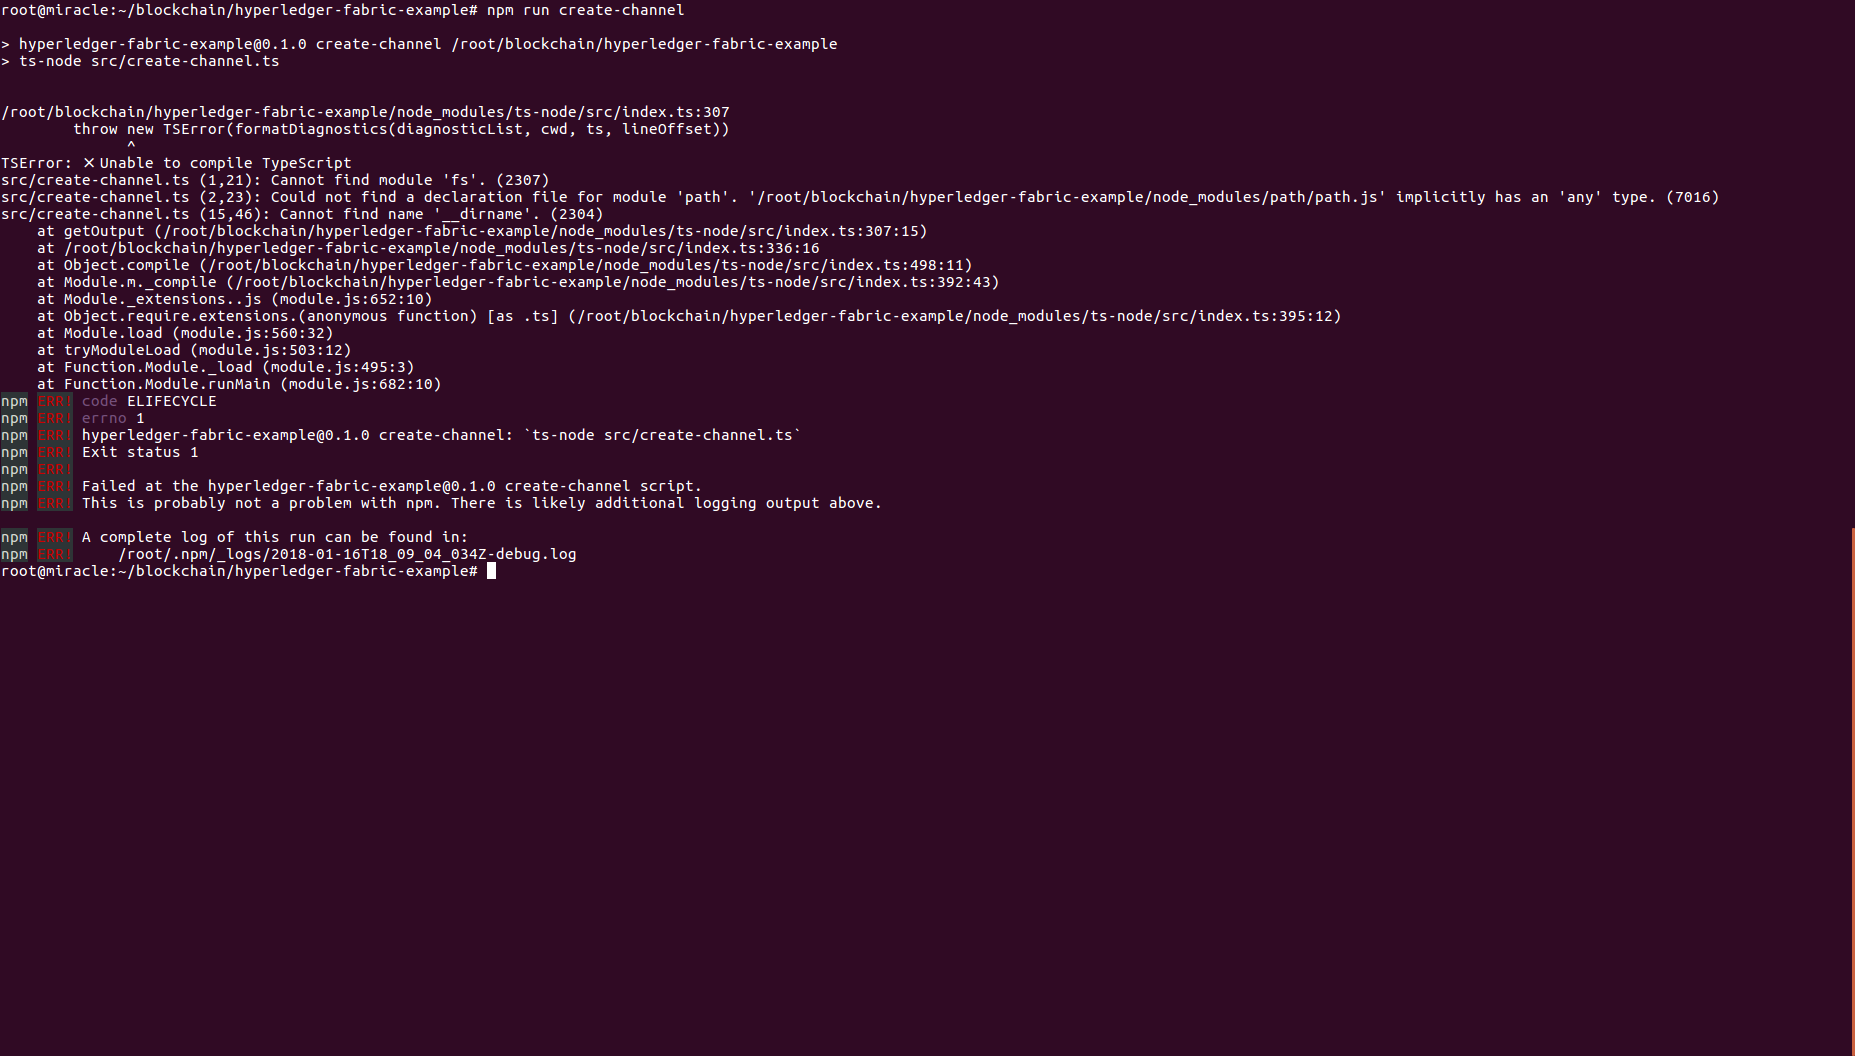 root@miracle:~/blockchain/hyperledger-fabric-example# npm run create-channel
> hyperledger-fabric-example@0.1.0 create-channel /root/blockchain/hyperledger-fabric-example
> ts-node src/create-channel.ts
/root/blockchain/hyperledger-fabric-example/node_modules/ts-node/src/index.ts:307
        throw new TSError(formatDiagnostics(diagnosticList, cwd, ts, lineOffset))
              ^
TSError: ⨯ Unable to compile TypeScript
src/create-channel.ts (1,21): Cannot find module 'fs'. (2307)
src/create-channel.ts (2,23): Could not find a declaration file for module 'path'. '/root/blockchain/hyperledger-fabric-example/node_modules/path/path.js' implicitly has an 'any' type. (7016)
src/create-channel.ts (15,46): Cannot find name '__dirname'. (2304)
    at getOutput (/root/blockchain/hyperledger-fabric-example/node_modules/ts-node/src/index.ts:307:15)
    at /root/blockchain/hyperledger-fabric-example/node_modules/ts-node/src/index.ts:336:16
    at Object.compile (/root/blockchain/hyperledger-fabric-example/node_modules/ts-node/src/index.ts:498:11)
    at Module.m._compile (/root/blockchain/hyperledger-fabric-example/node_modules/ts-node/src/index.ts:392:43)
    at Module._extensions..js (module.js:652:10)
    at Object.require.extensions.(anonymous function) [as .ts] (/root/blockchain/hyperledger-fabric-example/node_modules/ts-node/src/index.ts:395:12)
    at Module.load (module.js:560:32)
    at tryModuleLoad (module.js:503:12)
    at Function.Module._load (module.js:495:3)
    at Function.Module.runMain (module.js:682:10)
npm ERR! code ELIFECYCLE
npm ERR! errno 1
npm ERR! hyperledger-fabric-example@0.1.0 create-channel: `ts-node src/create-channel.ts`
npm ERR! Exit status 1
npm ERR!
npm ERR! Failed at the hyperledger-fabric-example@0.1.0 create-channel script.
npm ERR! This is probably not a problem with npm. There is likely additional logging output above.
npm ERR! A complete log of this run can be found in:
npm ERR!     /root/.npm/_logs/2018-01-16T18_09_04_034Z-debug.log
root@miracle:~/blockchain/hyperledger-fabric-example#